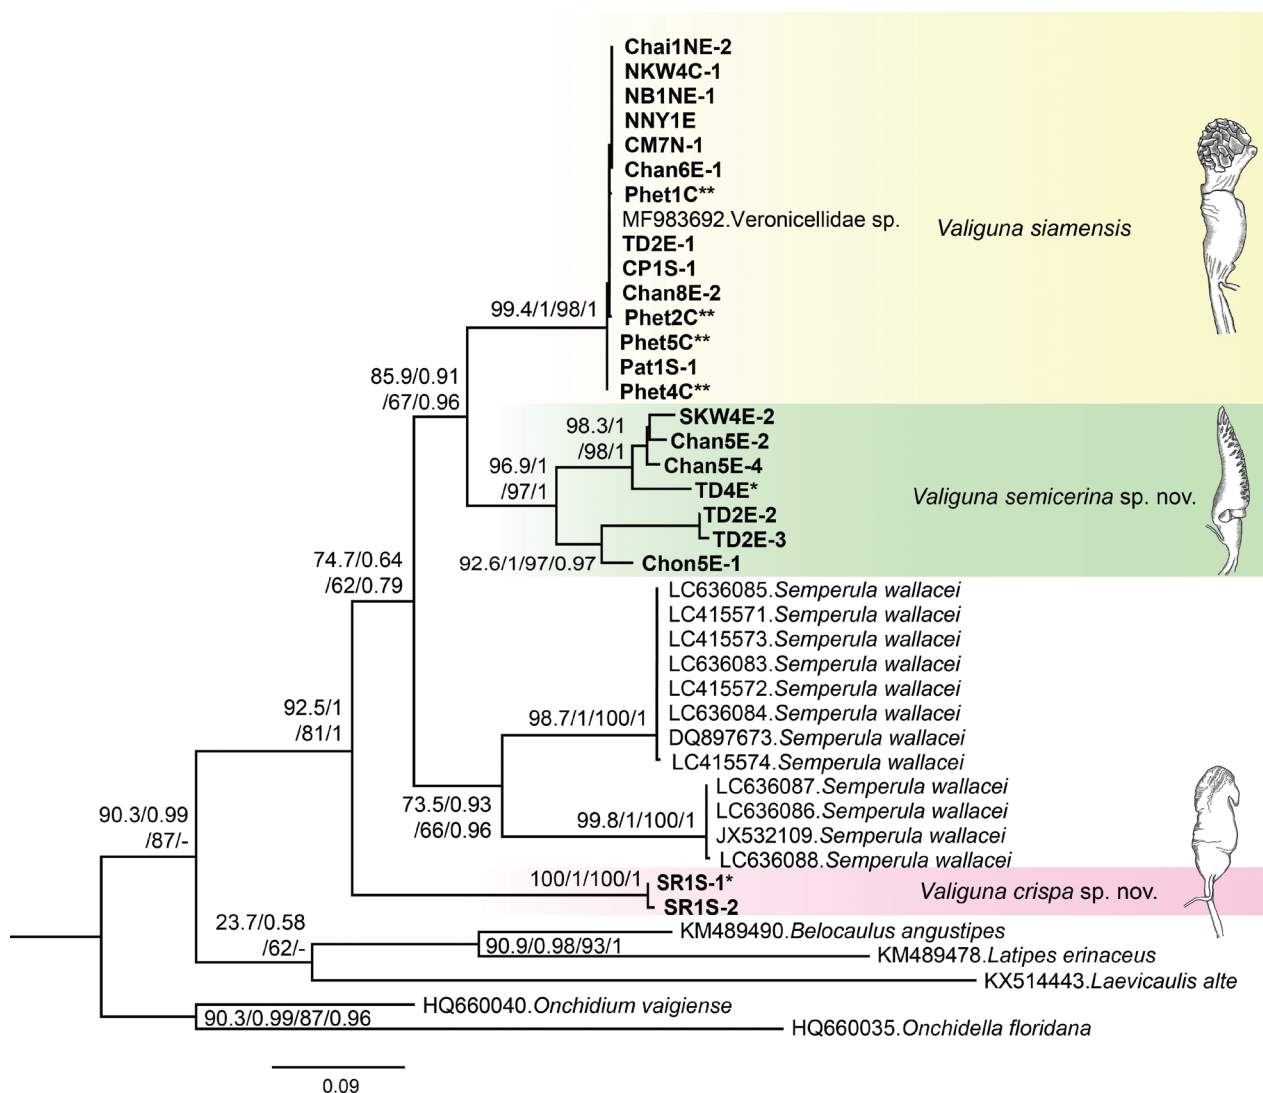 Chai1NE-2
NKW4C-1
NB1NE-1
NNY1E
CM7N-1
Chan6E-1
Phet1C**
MF983692.Veronicellidae sp.
Valiguna siamensis
TD2E-1
CP1S-1
Chan8E-2
99.4/1/98/1
Phet2C**
Phet5C**
Pat1S-1
85.9/0.91
/67/0.96
Phet4C**
SKW4E-2
98.3/1
/98/1
Chan5E-2
96.9/1
/97/1
Chan5E-4
TD4E*
Valiguna semicerina sp. nov.
TD2E-2
TD2E-3
92.6/1/97/0.97
Chon5E-1
74.7/0.64
/62/0.79
LC636085.Semperula wallacei
LC415571.Semperula wallacei
LC415573.Semperula wallacei
LC636083.Semperula wallacei
LC415572.Semperula wallacei
92.5/1
/81/1
98.7/1/100/1
LC636084.Semperula wallacei
DQ897673.Semperula wallacei
LC415574.Semperula wallacei
LC636087.Semperula wallacei
73.5/0.93
/66/0.96
LC636086.Semperula wallacei
90.3/0.99
/87/-
99.8/1/100/1
JX532109.Semperula wallacei
LC636088.Semperula wallacei
100/1/100/1
SR1S-1*
SR1S-2
Valiguna crispa sp. nov.
23.7/0.58
/62/-
KM489490.Belocaulus angustipes
90.9/0.98/93/1
KM489478.Latipes erinaceus
KX514443.Laevicaulis alte
HQ660040.Onchidium vaigiense
90.3/0.99/87/0.96
HQ660035.Onchidella floridana
0.09